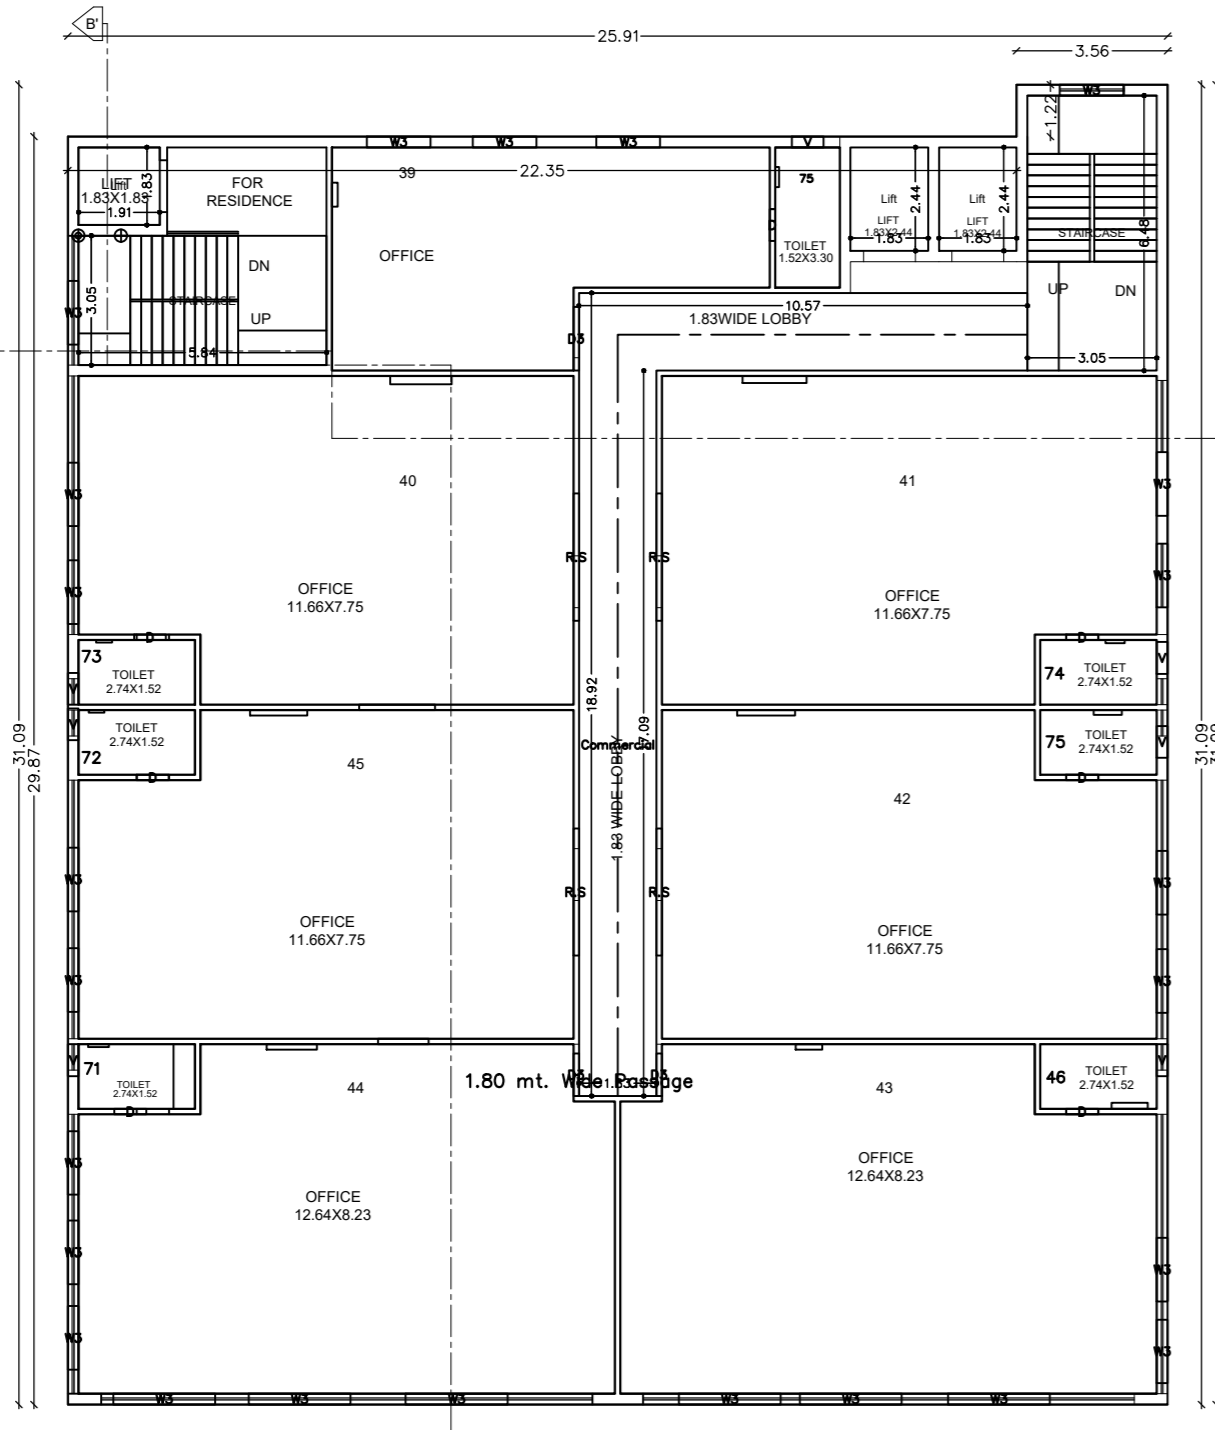 B'
25.91
3.56
W3
1.22
W3
W3
W3
V
LIFT
1.83X1.83
1.83
1.91
FOR
RESIDENCE
39
22.35
75
Lift
LIFT
1.83X2.44
1.83
2.44
Lift
LIFT
1.83X2.44
1.83
2.44
STAIRCASE
6.48
OFFICE
D
TOILET
1.52X3.30
DN
UP
STAIRCASE
3.05
W3
5.84
10.57
1.83WIDE LOBBY
D3
UP
DN
3.05
40
41
W3
W3
R.S
R.S
W3
W3
OFFICE
11.66X7.75
OFFICE
11.66X7.75
D
D
73
TOILET
2.74X1.52
V
74
TOILET
2.74X1.52
V
18.92
31.09
29.87
31.09
V
TOILET
2.74X1.52
72
D
75
TOILET
2.74X1.52
V
D
Commercial
45
42
1.83 WIDE LOBBY
W3
R.S
R.S
W3
OFFICE
11.66X7.75
OFFICE
11.66X7.75
W3
W3
V
71
TOILET
2.74X1.52
D
44
1.80 mt. Wide Passage
D3
D3
43
46
TOILET
2.74X1.52
V
D
W3
OFFICE
12.64X8.23
OFFICE
12.64X8.23
W3
W3
W3
W3
W3
W3
W3
W3
W3
W3